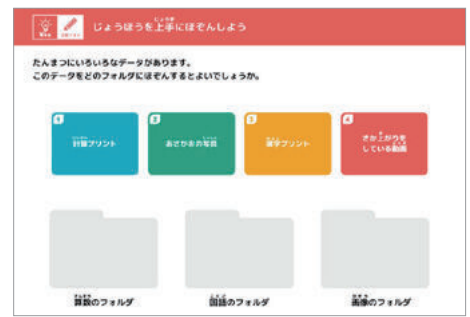 じょうほうを上手にほぞんしよう
たんまつにいろいろなデータがあります。
このデータをどのフォルダにほぞんするとよいでしょうか。
1
計算プリント
2
あさがおの写真
3
漢字プリント
4
さか上がりを
している動画
算数のフォルダ
国語のフォルダ
画像のフォルダ